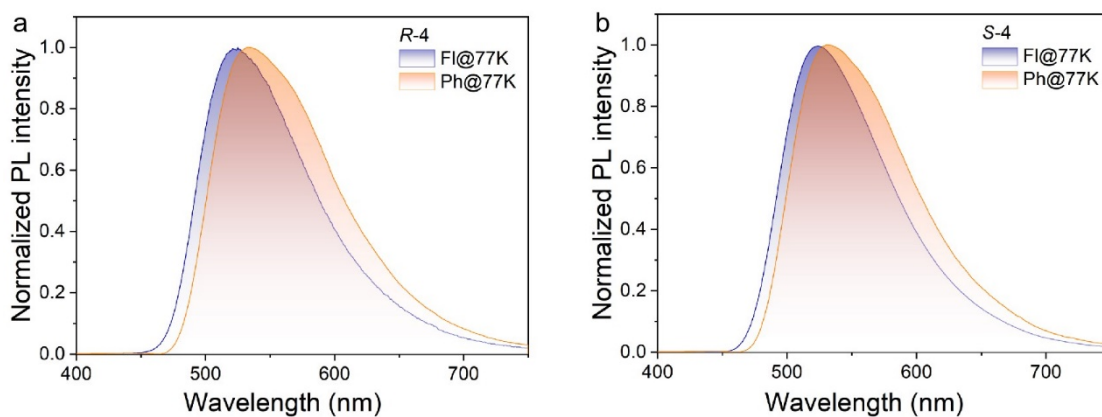 a
R-4
Fl@77K
Ph@77K
Normalized PL intensity
1.0
0.8
0.6
0.4
0.2
0.0
400 500 600 700
Wavelength (nm)
b
S-4
Fl@77K
Ph@77K
Normalized PL intensity
1.0
0.8
0.6
0.4
0.2
0.0
400 500 600 700
Wavelength (nm)